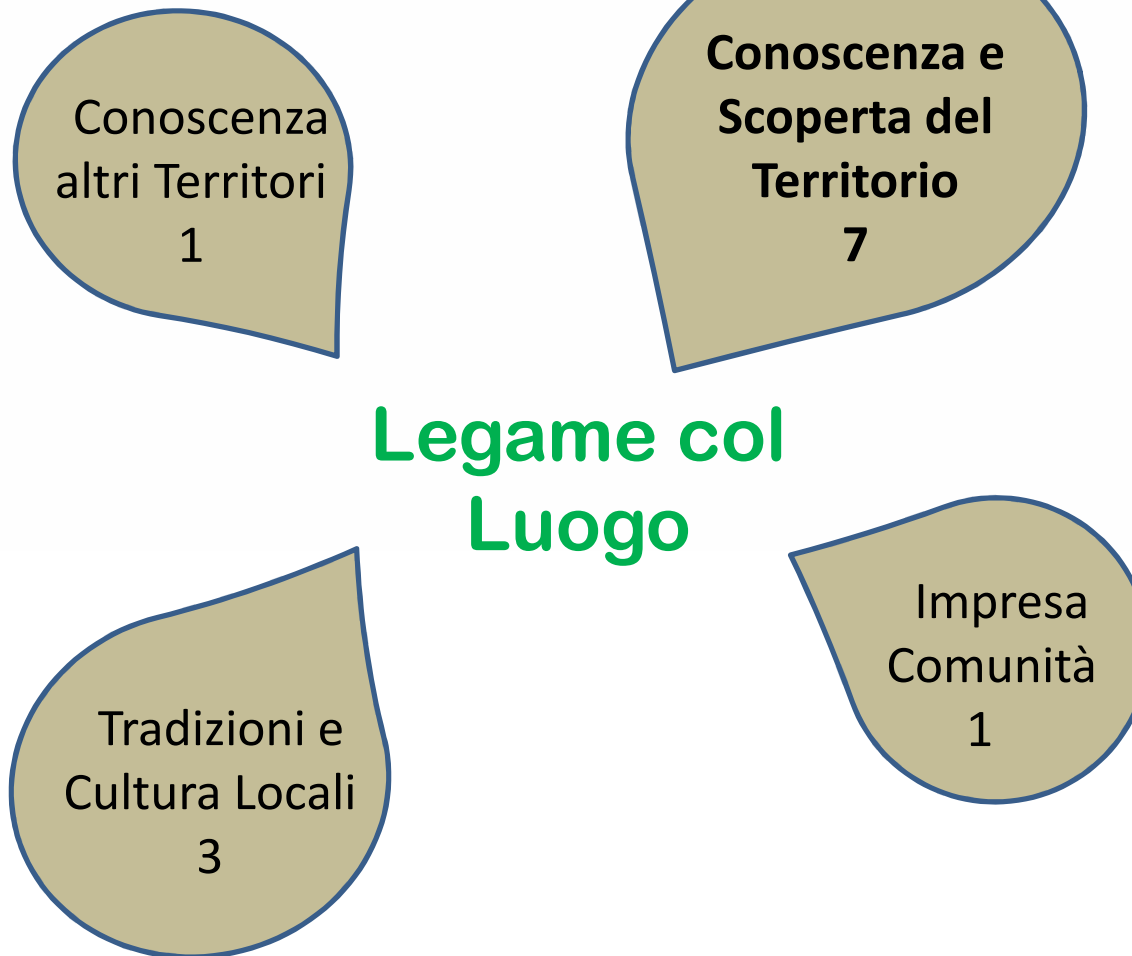 Conoscenza
altri Territori
1
Conoscenza e
Scoperta del
Territorio
7
Legame col
Luogo
Tradizioni e
Cultura Locali
3
Impresa
Comunità
1